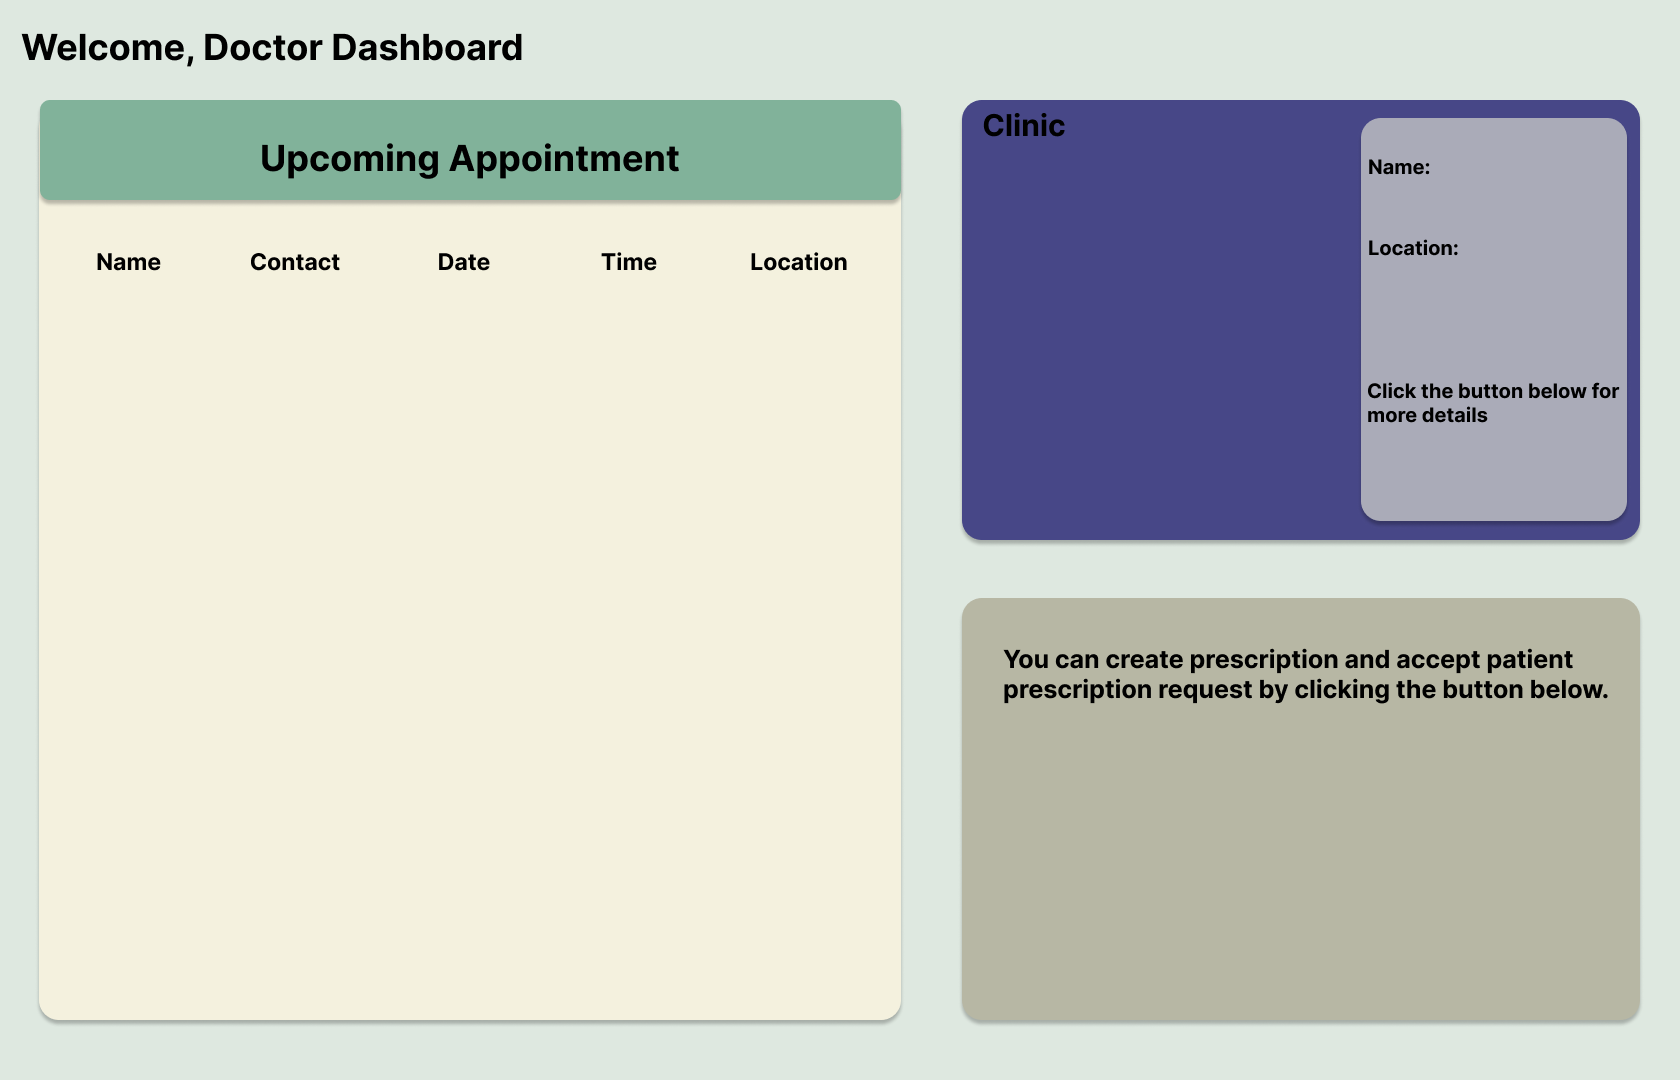 Welcome, Doctor Dashboard
Upcoming Appointment
Name Contact Date Time Location
Clinic
Name:
Location:
Click the button below for
more details
You can create prescription and accept patient
prescription request by clicking the button below.